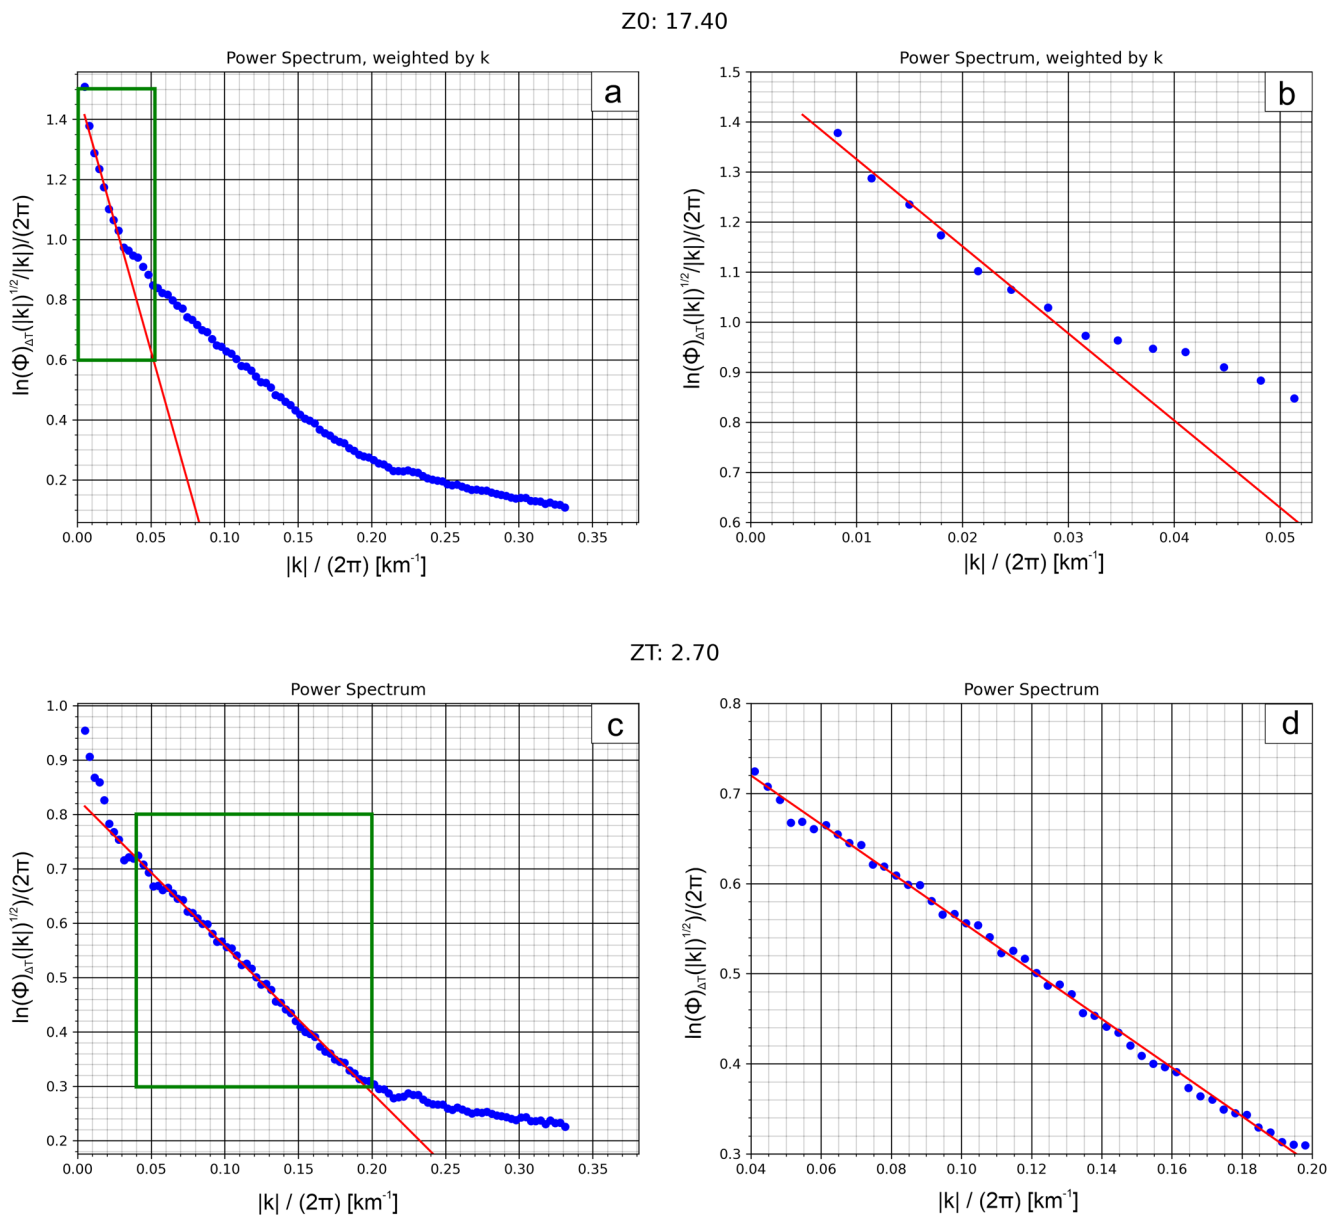 Z0: 17.40
Power Spectrum, weighted by k
a
1.4
1.2
1.0
0.8
0.6
0.4
0.2
0.00 0.05 0.10 0.15 0.20 0.25 0.30 0.35
ln(Φ)ΔT(|k|)^1/2/|k|)/(2π)
|k| / (2π) [km⁻¹]
Power Spectrum, weighted by k
b
1.5
1.4
1.3
1.2
1.1
1.0
0.9
0.8
0.7
0.6
0.00 0.01 0.02 0.03 0.04 0.05
ln(Φ)ΔT(|k|)^1/2/|k|)/(2π)
|k| / (2π) [km⁻¹]
ZT: 2.70
Power Spectrum
c
1.0
0.9
0.8
0.7
0.6
0.5
0.4
0.3
0.2
0.00 0.05 0.10 0.15 0.20 0.25 0.30 0.35
ln(Φ)ΔT(|k|)^1/2)/(2π)
|k| / (2π) [km⁻¹]
Power Spectrum
d
0.8
0.7
0.6
0.5
0.4
0.3
0.04 0.06 0.08 0.10 0.12 0.14 0.16 0.18 0.20
ln(Φ)ΔT(|k|)^1/2)/(2π)
|k| / (2π) [km⁻¹]